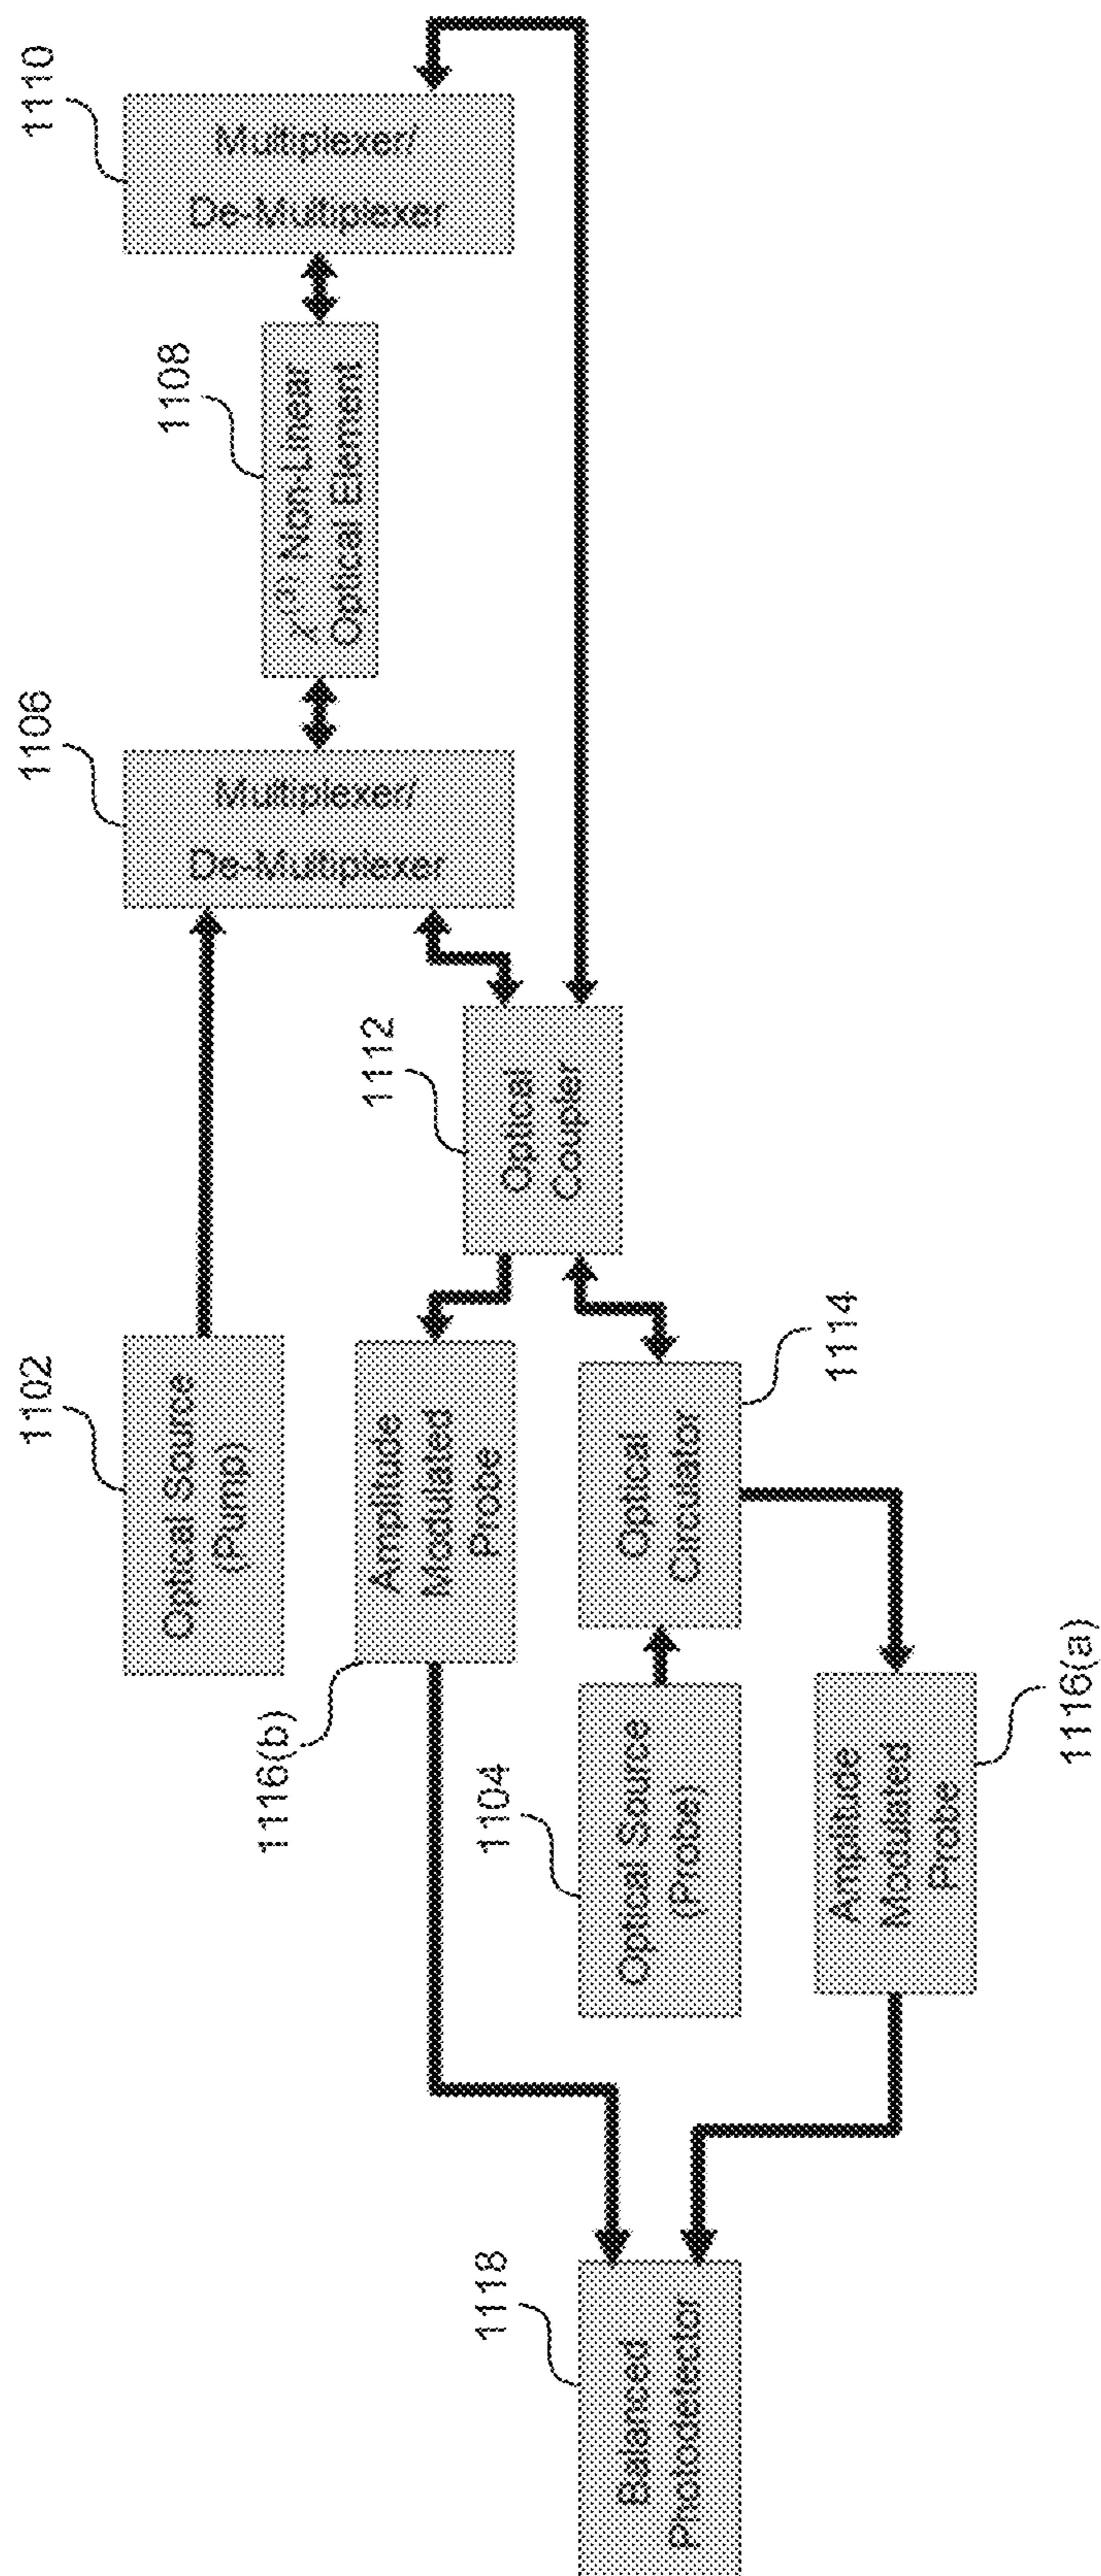 1102
Optical Source
(Pump)
1106
Multiplexer/
De-Multiplexer
1108
Non-Linear
Optical Element
1110
Multiplexer/
De-Multiplexer
1116(b)
Amplitude
Modulated
Probe
1112
Optical
Coupler
1118
Balanced
Photodetector
1104
Optical Source
(Probe)
Optical
Circulator
1114
Amplitude
Modulated
Probe
1116(a)